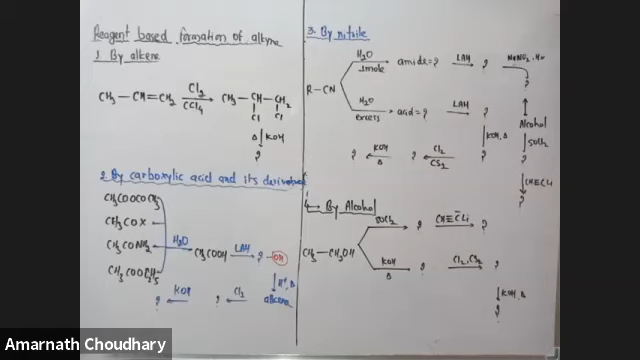 Reagent based formation of alkyne
1. By alkene
CH₃ – CH=CH₂ Cl₂ CCl₄ CH₃ – CH – CH₂
Cl Cl
Δ ↓ KOH
?
2. By carboxylic acid and its
CH₃COOCOCH₃
CH₃COX
CH₃CONH₂ H₂O CH₃COOH LAH ? – OH
CH₃COOC₂H₅
↓ H⁺, Δ
? ← KOH ? ← Cl₂ alkene
3. By nitrile
R – CN
H₂O 1mole amide = ? LAH ?
?
H₂O excess acid = ? LAH ?
↑
Alcohol
↓ KOH, Δ ↓ SOCl₂
? ← KOH Δ ? ← Cl₂ CS₂ ? ?
↓ CH≡CLi
?
4. By Alcohol
CH₃ – CH₂OH
SOCl₂ ? CH≡CLi ?
KOH Δ ? Cl₂, CS₂ ?
↓ KOH, Δ
?
Amarnath Choudhary